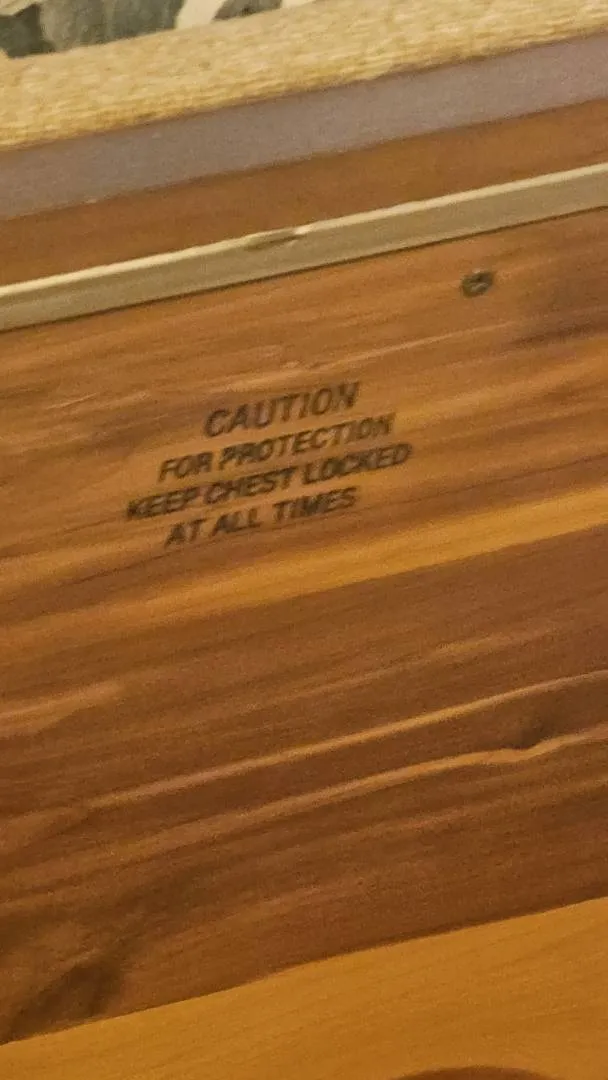 CAUTION
FOR PROTECTION
KEEP CHEST LOCKED
AT ALL TIMES